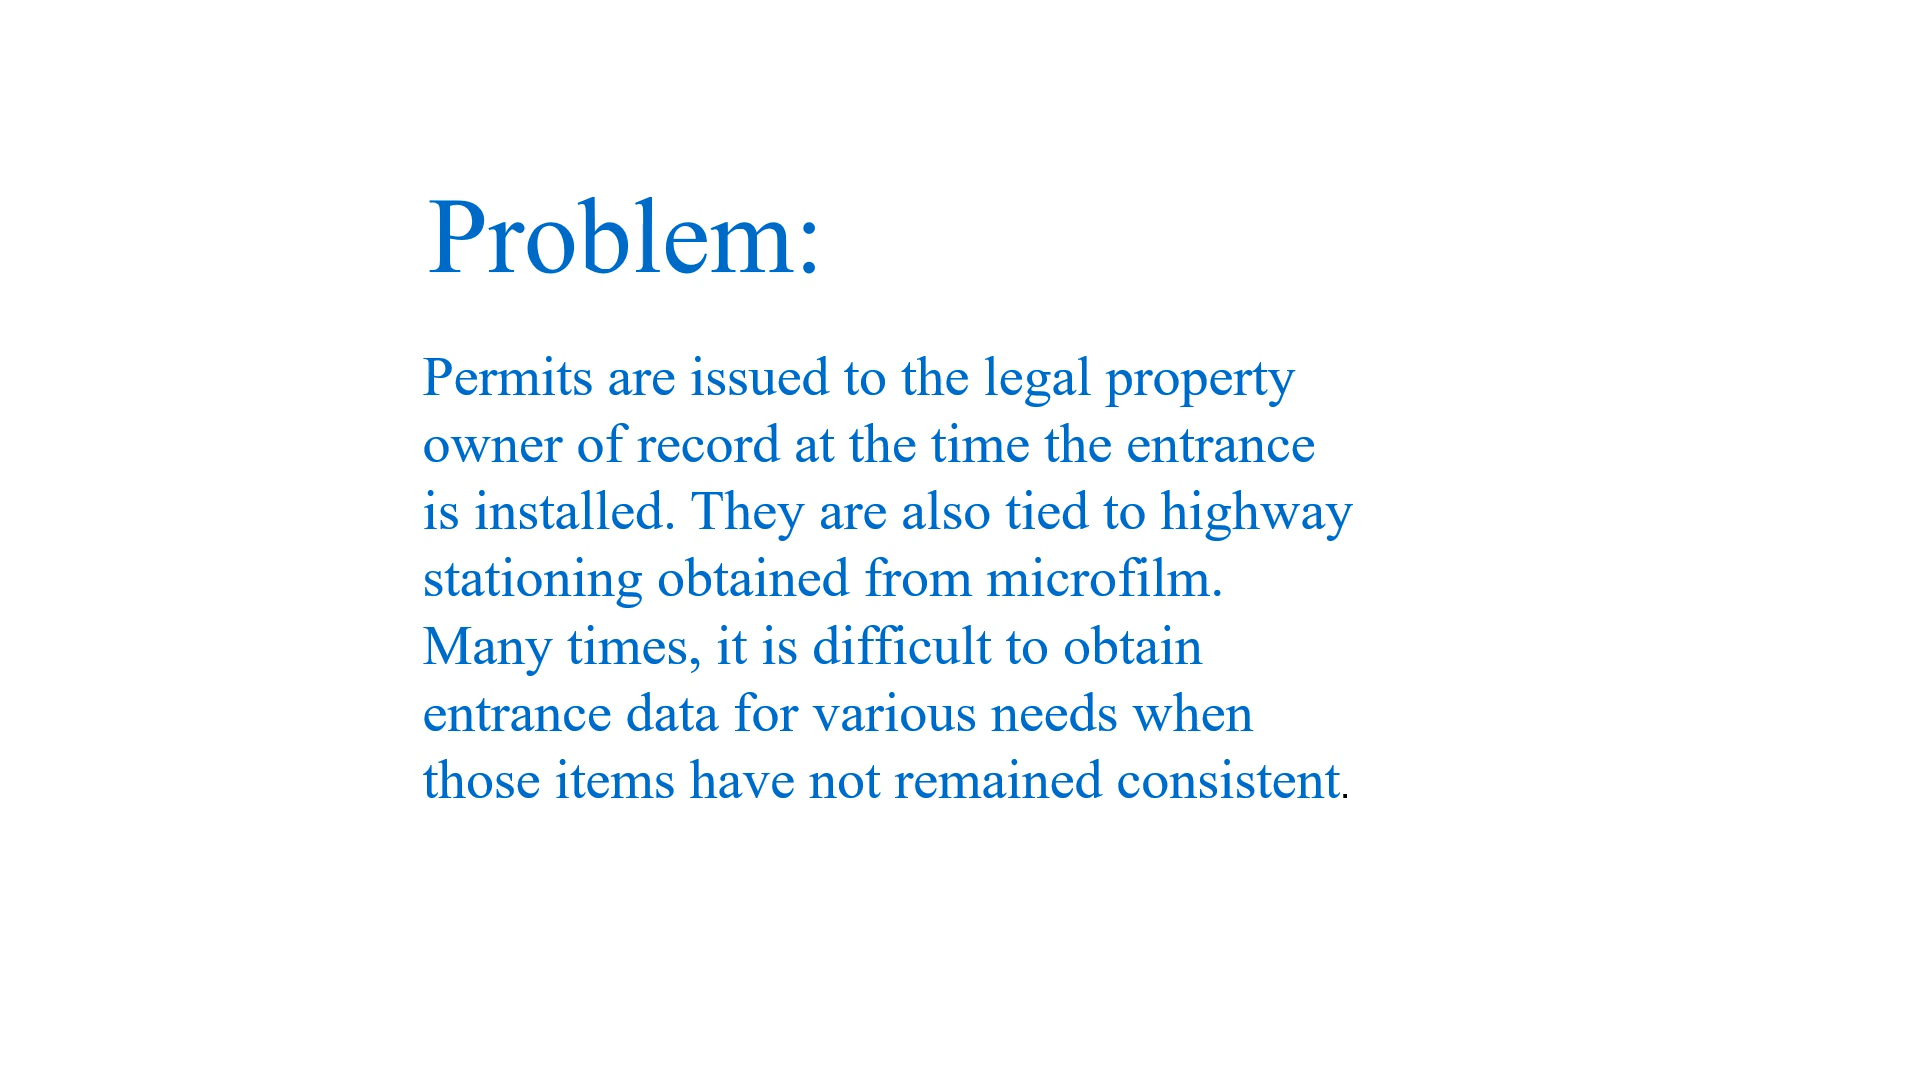 Problem:
Permits are issued to the legal property
owner of record at the time the entrance
is installed. They are also tied to highway
stationing obtained from microfilm.
Many times, it is difficult to obtain
entrance data for various needs when
those items have not remained consistent.